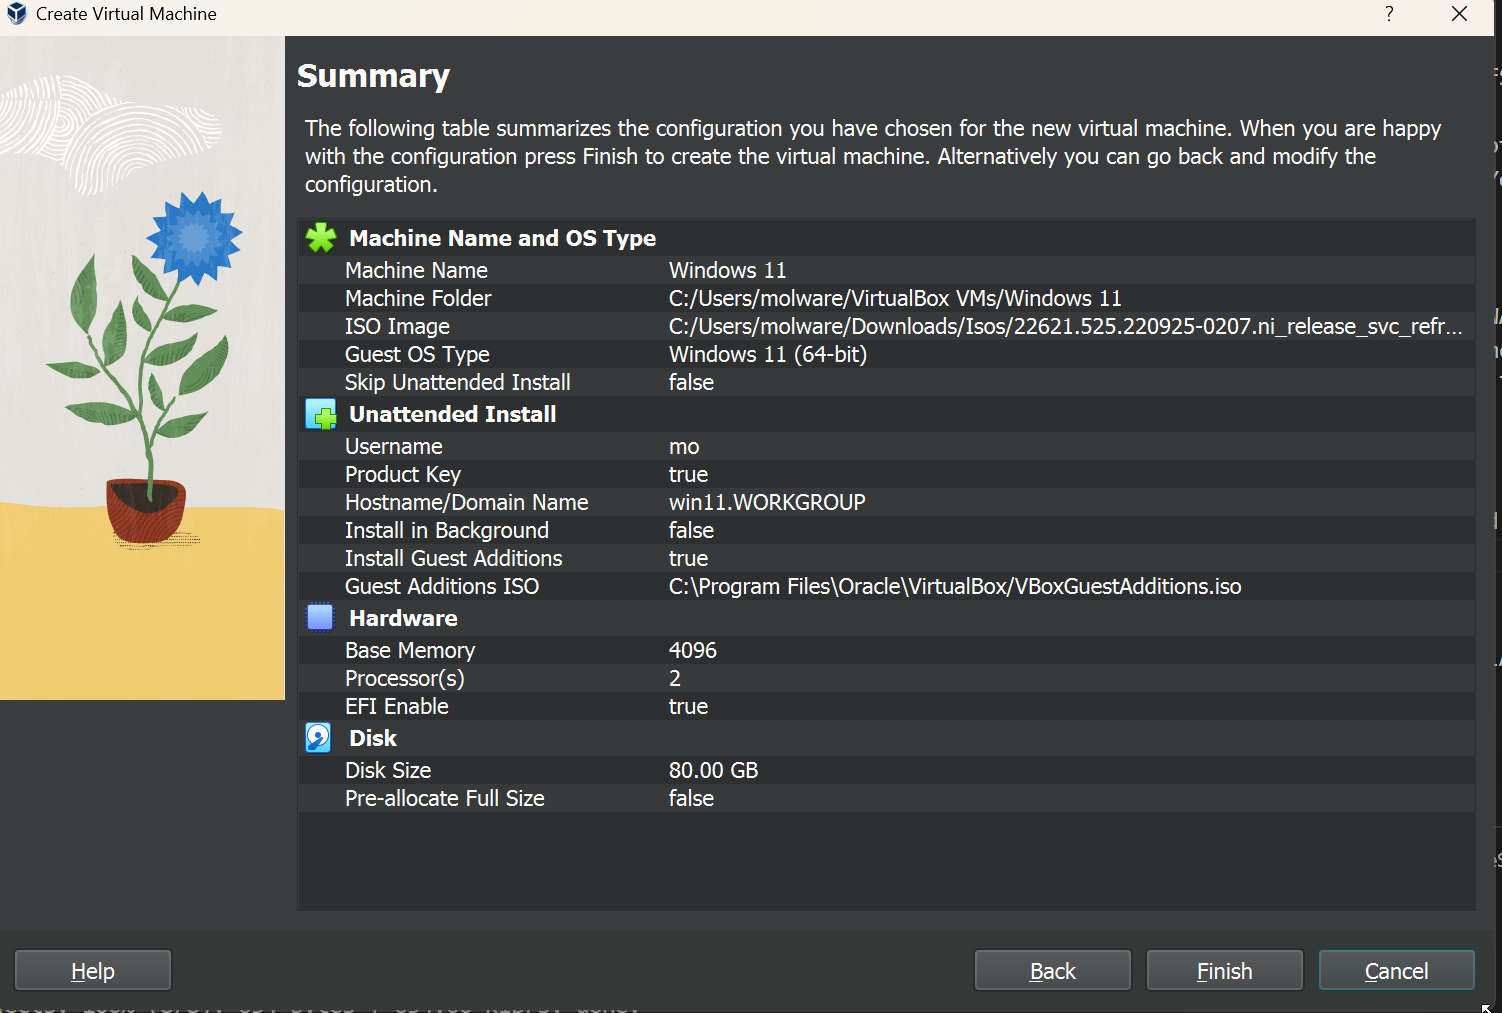 Create Virtual Machine
?
Summary
The following table summarizes the configuration you have chosen for the new virtual machine. When you are happy
with the configuration press Finish to create the virtual machine. Alternatively you can go back and modify the
configuration.
Machine Name and OS Type
Machine Name Windows 11
Machine Folder C:/Users/molware/VirtualBox VMs/Windows 11
ISO Image C:/Users/molware/Downloads/Isos/22621.525.220925-0207.ni_release_svc_refr...
Guest OS Type Windows 11 (64-bit)
Skip Unattended Install false
Unattended Install
Username mo
Product Key true
Hostname/Domain Name win11.WORKGROUP
Install in Background false
Install Guest Additions true
Guest Additions ISO C:\Program Files\Oracle\VirtualBox/VBoxGuestAdditions.iso
Hardware
Base Memory 4096
Processor(s) 2
EFI Enable true
Disk
Disk Size 80.00 GB
Pre-allocate Full Size false
Help
Back
Finish
Cancel